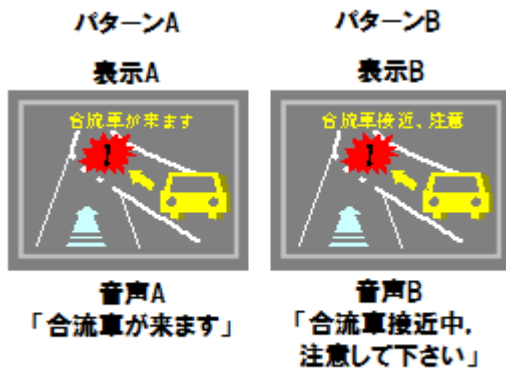 パターンA
表示A
合流車が来ます
音声A
「合流車が来ます」
パターンB
表示B
合流車接近、注意
音声B
「合流車接近中,
注意して下さい」